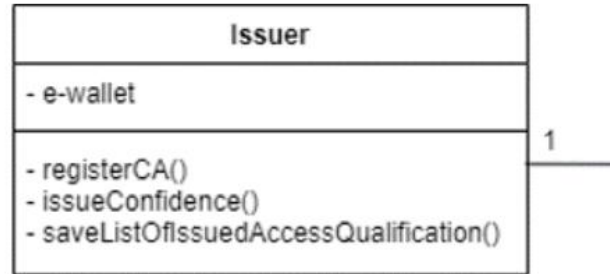 Issuer
- e-wallet
1
- registerCA()
- issueConfidence()
- saveListOfIssuedAccessQualification()